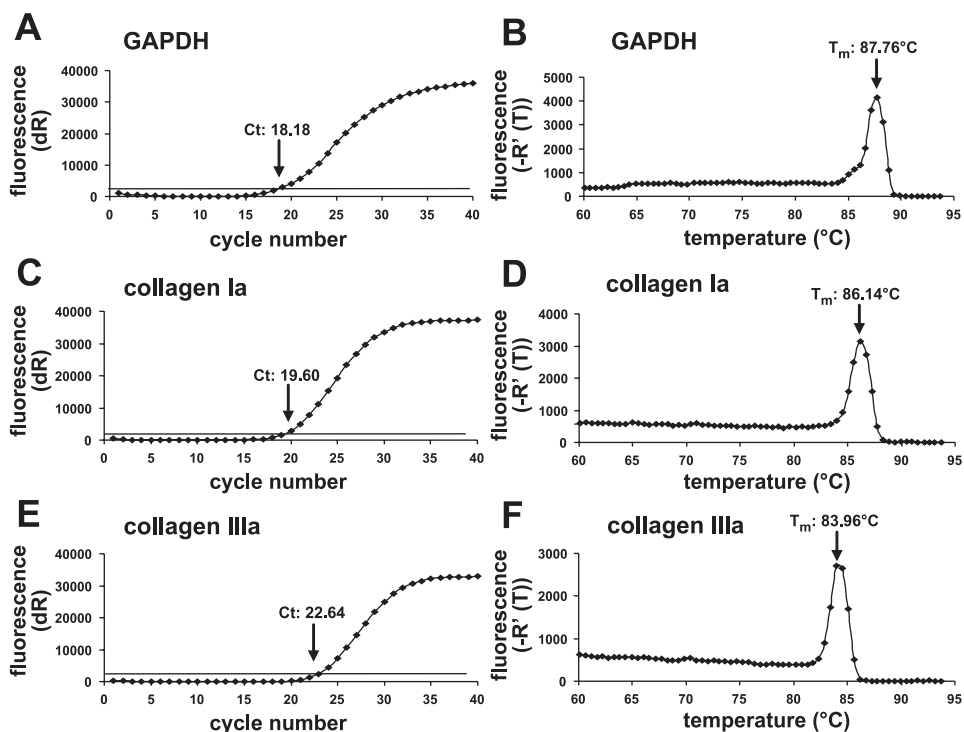 A
GAPDH
fluorescence
(dR)
40000
30000
20000
10000
0
Ct: 18.18
0 5 10 15 20 25 30 35 40
cycle number
B
GAPDH
Tm: 87.76°C
fluorescence
(-R' (T))
5000
4000
3000
2000
1000
0
60 65 70 75 80 85 90 95
temperature (°C)
C
collagen Ia
fluorescence
(dR)
40000
30000
20000
10000
0
Ct: 19.60
0 5 10 15 20 25 30 35 40
cycle number
D
collagen Ia
Tm: 86.14°C
fluorescence
(-R' (T))
4000
3000
2000
1000
0
60 65 70 75 80 85 90 95
temperature (°C)
E
collagen IIIa
fluorescence
(dR)
40000
30000
20000
10000
0
Ct: 22.64
0 5 10 15 20 25 30 35 40
cycle number
F
collagen IIIa
Tm: 83.96°C
fluorescence
(-R' (T))
3000
2000
1000
0
60 65 70 75 80 85 90 95
temperature (°C)